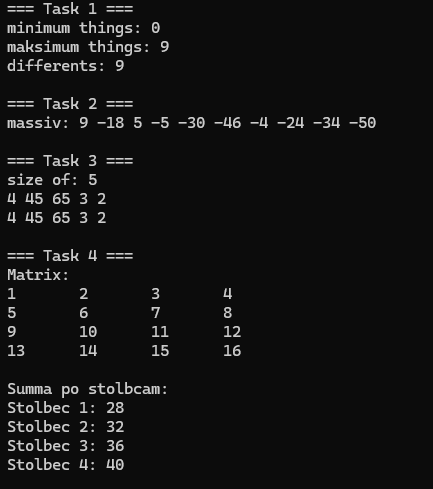 === Task 1 ===
minimum things: 0
maksimum things: 9
differents: 9
=== Task 2 ===
massiv: 9 -18 5 -5 -30 -46 -4 -24 -34 -50
=== Task 3 ===
size of: 5
4 45 65 3 2
4 45 65 3 2
=== Task 4 ===
Matrix:
1 2 3 4
5 6 7 8
9 10 11 12
13 14 15 16
Summa po stolbcam:
Stolbec 1: 28
Stolbec 2: 32
Stolbec 3: 36
Stolbec 4: 40